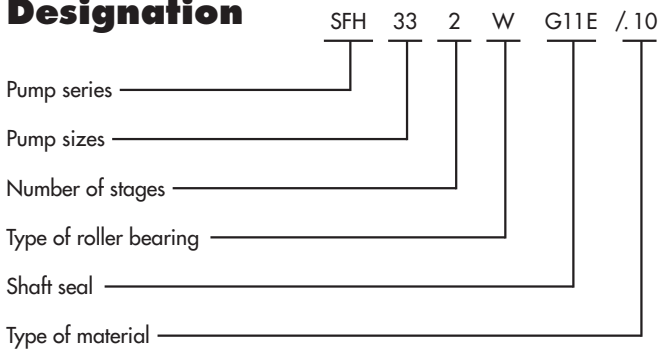 Designation
SFH 33 2 W G11E /. 10
Pump series
Pump sizes
Number of stages
Type of roller bearing
Shaft seal
Type of material